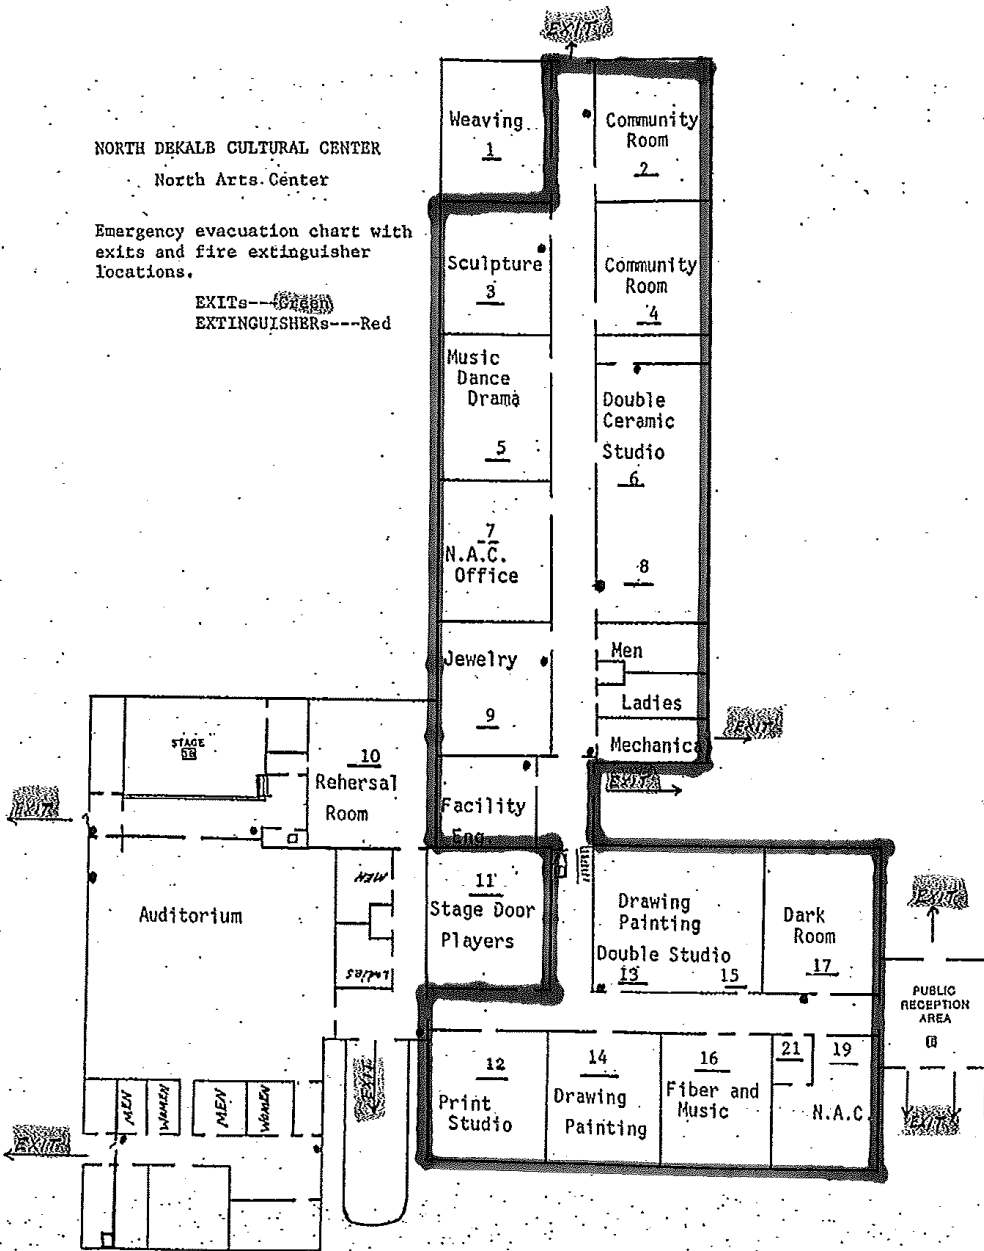 EXIT
NORTH DEKALB CULTURAL CENTER
North Arts Center
Emergency evacuation chart with
exits and fire extinguisher
locations.
EXITs---Green
EXTINGUISHERs---Red
Weaving
1
Community
Room
2
Sculpture
3
Community
Room
4
Music
Dance
Drama
5
Double
Ceramic
Studio
6
7
N.A.C.
Office
8
Jewelry
9
Men
Ladies
Mechanica
EXIT
EXIT
STAGE
10
Rehersal
Room
EXIT
Facility
Eng.
Auditorium
MEN
LADIES
11
Stage Door
Players
Drawing
Painting
Double Studio
13
15
Dark
Room
17
EXIT
PUBLIC
RECEPTION
AREA
EXIT
12
Print
Studio
14
Drawing
Painting
16
Fiber and
Music
21
19
N.A.C.
EXIT
MEN
WOMEN
MEN
WOMEN
EXIT